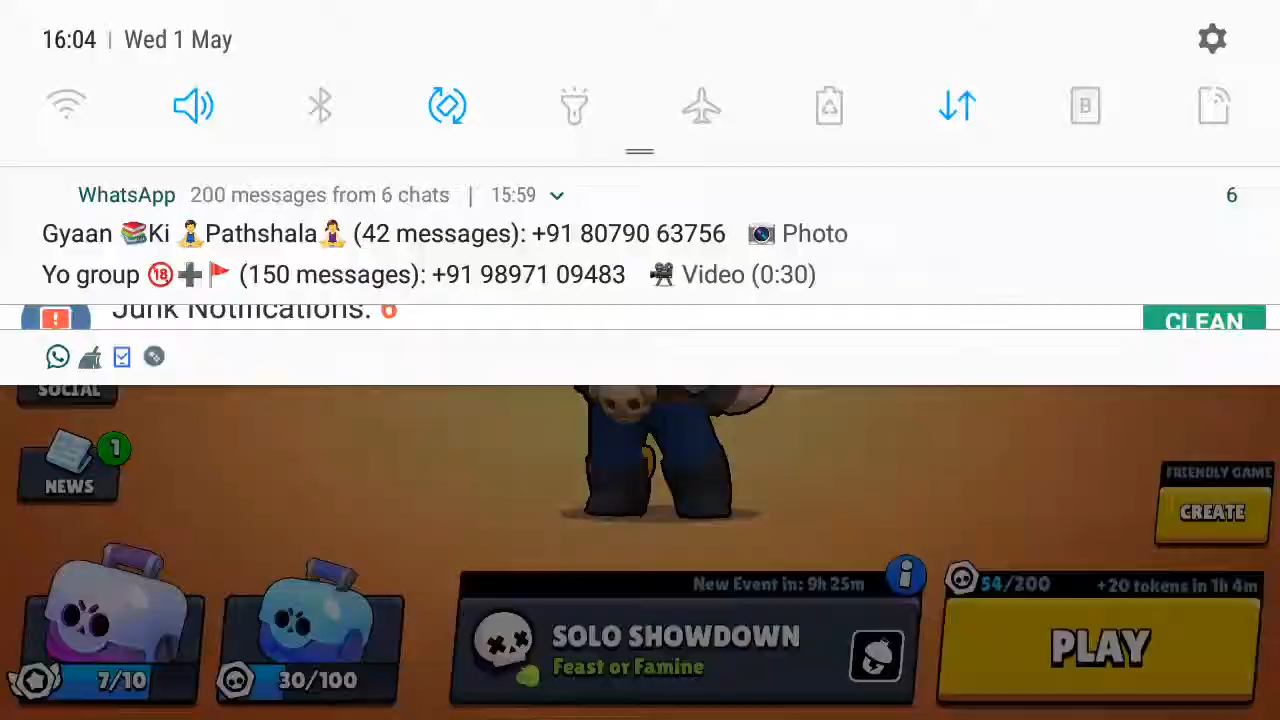 16:04 | Wed 1 May
B
WhatsApp 200 messages from 6 chats | 15:59 6
Gyaan 📚Ki 🧘‍♂️Pathshala🧘‍♀️ (42 messages): +91 80790 63756 📷 Photo
Yo group 🔞➕🚩 (150 messages): +91 98971 09483 🎥 Video (0:30)
Junk Notifications: 6
CLEAN
SOCIAL
1
NEWS
FRIENDLY GAME
CREATE
New Event in: 9h 25m
i
54/200
+20 tokens in 1h 4m
SOLO SHOWDOWN
Feast or Famine
PLAY
7/10
30/100